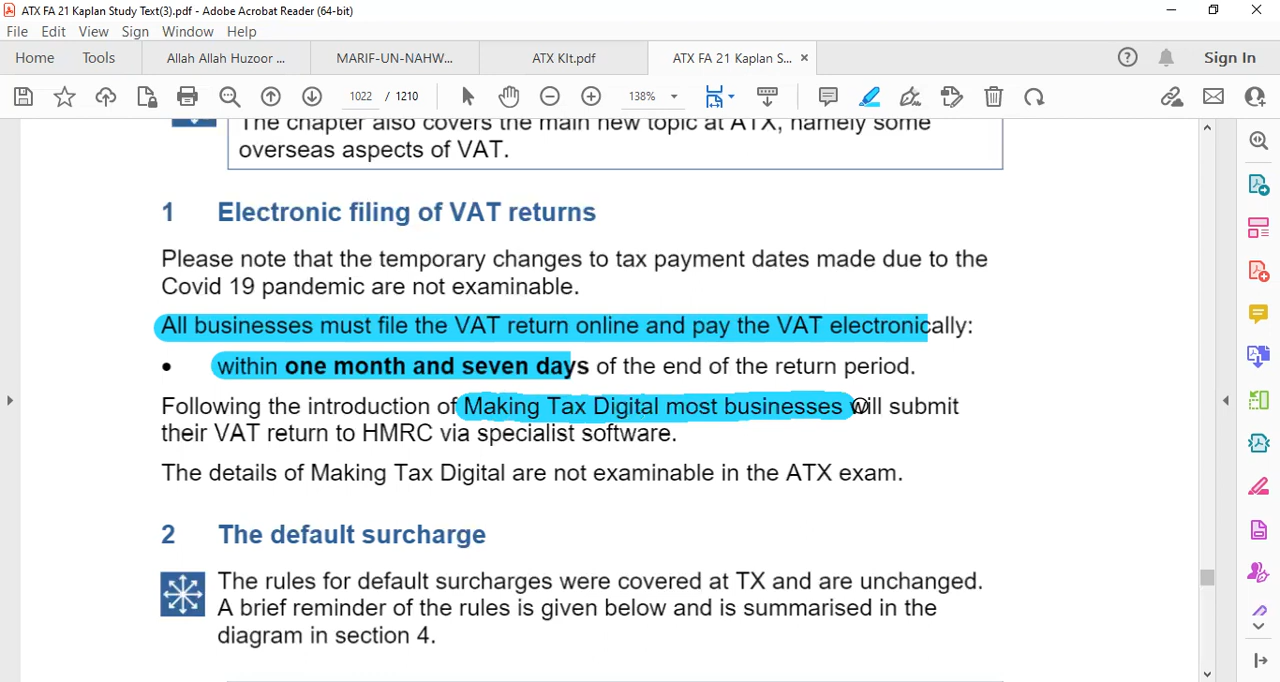 ATX FA 21 Kaplan Study Text(3).pdf - Adobe Acrobat Reader (64-bit)
File Edit View Sign Window Help
Home Tools Allah Allah Huzoor ... MARIF-UN-NAHW... ATX KIt.pdf ATX FA 21 Kaplan S... × Sign In
1022 / 1210 138%
The chapter also covers the main new topic at ATX, namely some
overseas aspects of VAT.
1 Electronic filing of VAT returns
Please note that the temporary changes to tax payment dates made due to the
Covid 19 pandemic are not examinable.
All businesses must file the VAT return online and pay the VAT electronically:
• within one month and seven days of the end of the return period.
Following the introduction of Making Tax Digital most businesses will submit
their VAT return to HMRC via specialist software.
The details of Making Tax Digital are not examinable in the ATX exam.
2 The default surcharge
The rules for default surcharges were covered at TX and are unchanged.
A brief reminder of the rules is given below and is summarised in the
diagram in section 4.